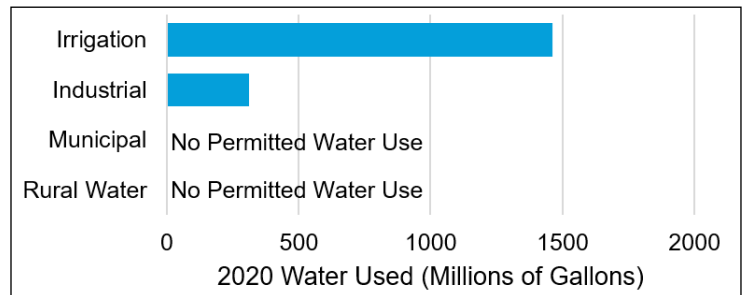 Irrigation
Industrial
Municipal No Permitted Water Use
Rural Water No Permitted Water Use
0 500 1000 1500 2000
2020 Water Used (Millions of Gallons)